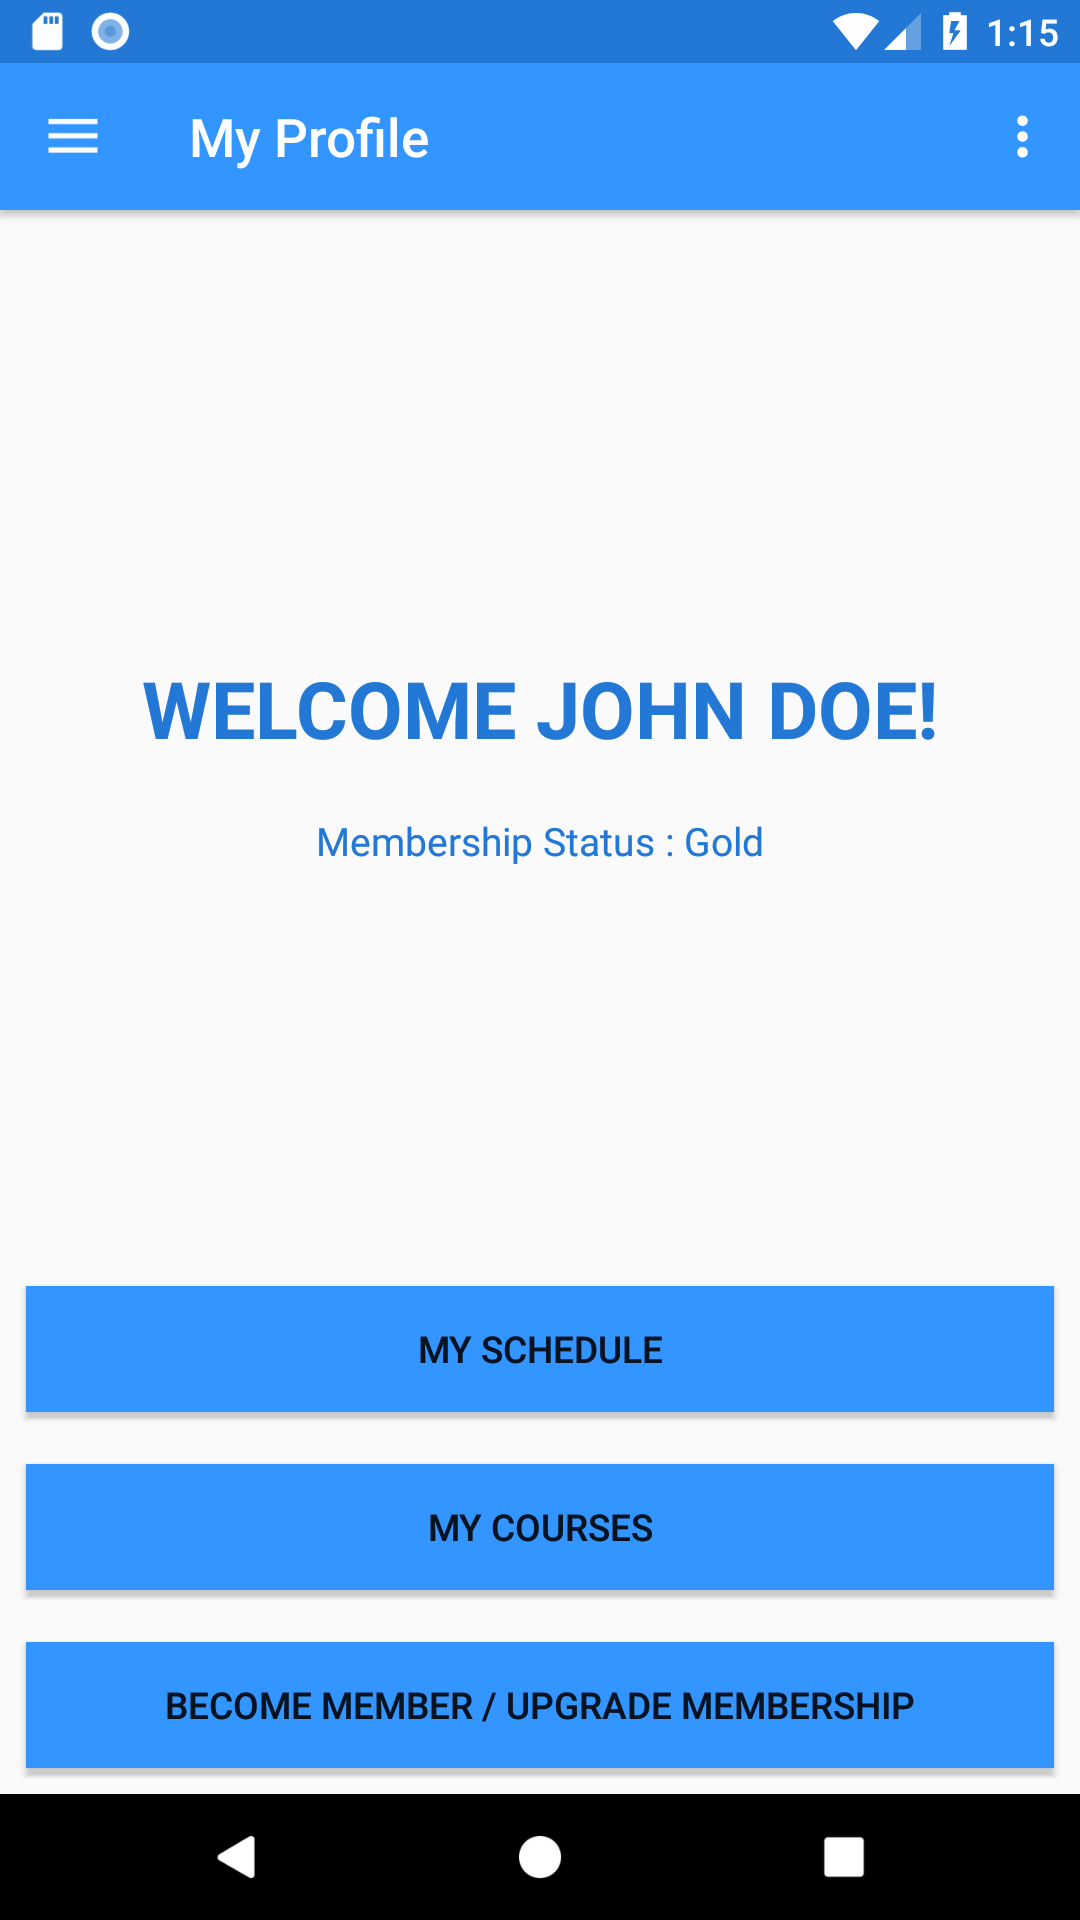 1:15
My Profile
WELCOME JOHN DOE!
Membership Status : Gold
MY SCHEDULE
MY COURSES
BECOME MEMBER / UPGRADE MEMBERSHIP